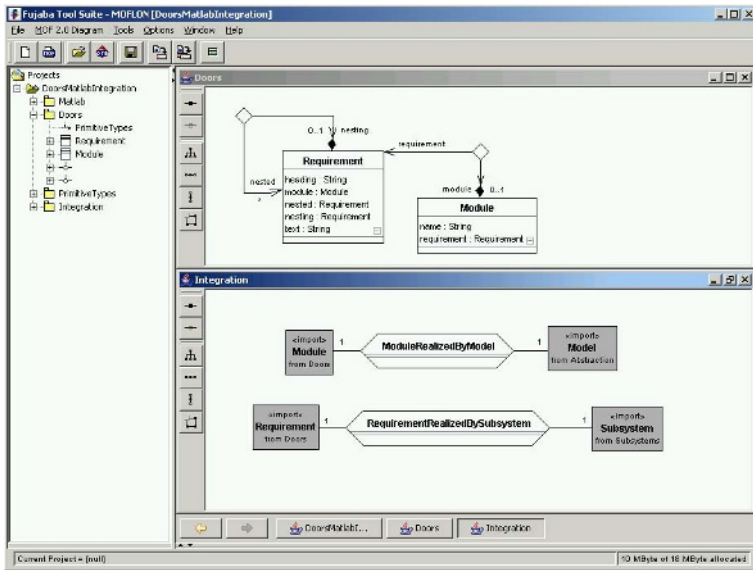 Fujaba Tool Suite - MOFLON [DoorsMatlabIntegration]
File MOF 2.0 Diagram Tools Options Window Help
Projects
DoorsMatlabIntegration
Matlab
Doors
PrimitiveTypes
Requirement
Module
PrimitiveTypes
Integration
Doors
0..1 nesting
requirement
Requirement
heading : String
module : Module
nested : Requirement
nesting : Requirement
text : String
nested
module 0..1
Module
name : String
requirement : Requirement
Integration
«import»
Module
from Doors
1
ModuleRealizedByModel
1
«import»
Model
from Abstraction
«import»
Requirement
from Doors
1
RequirementRealizedBySubsystem
1
«import»
Subsystem
from Subsystems
DoorsMatlabI... Doors Integration
Current Project = (null) 10 MByte of 18 MByte allocated